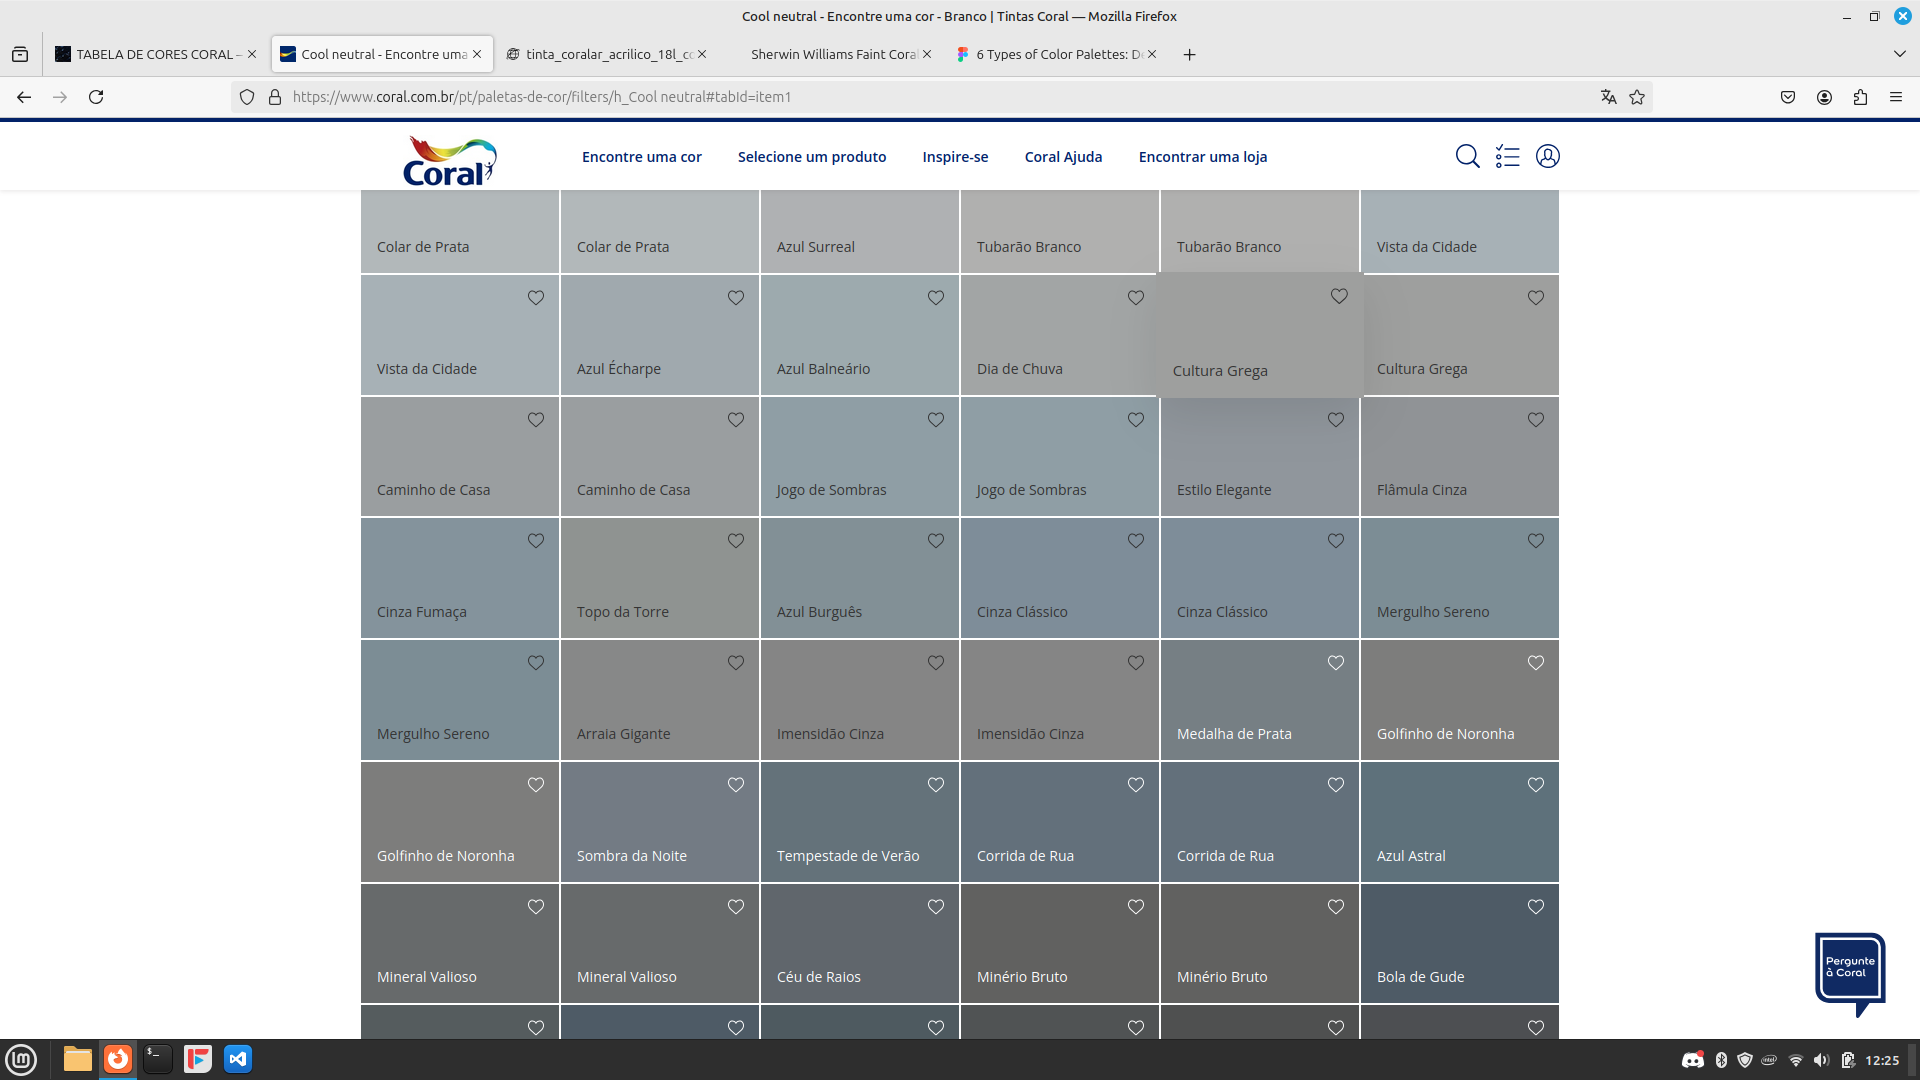 Cool neutral - Encontre uma cor - Branco | Tintas Coral — Mozilla Firefox
TABELA DE CORES CORAL –
Cool neutral - Encontre uma
tinta_coralar_acrilico_18l_cc
Sherwin Williams Faint Coral
6 Types of Color Palettes: De
https://www.coral.com.br/pt/paletas-de-cor/filters/h_Cool neutral#tabId=item1
Coral
Encontre uma cor
Selecione um produto
Inspire-se
Coral Ajuda
Encontrar uma loja
Colar de Prata
Colar de Prata
Azul Surreal
Tubarão Branco
Tubarão Branco
Vista da Cidade
Vista da Cidade
Azul Écharpe
Azul Balneário
Dia de Chuva
Cultura Grega
Cultura Grega
Caminho de Casa
Caminho de Casa
Jogo de Sombras
Jogo de Sombras
Estilo Elegante
Flâmula Cinza
Cinza Fumaça
Topo da Torre
Azul Burguês
Cinza Clássico
Cinza Clássico
Mergulho Sereno
Mergulho Sereno
Arraia Gigante
Imensidão Cinza
Imensidão Cinza
Medalha de Prata
Golfinho de Noronha
Golfinho de Noronha
Sombra da Noite
Tempestade de Verão
Corrida de Rua
Corrida de Rua
Azul Astral
Mineral Valioso
Mineral Valioso
Céu de Raios
Minério Bruto
Minério Bruto
Bola de Gude
Pergunte
à Coral
12:25